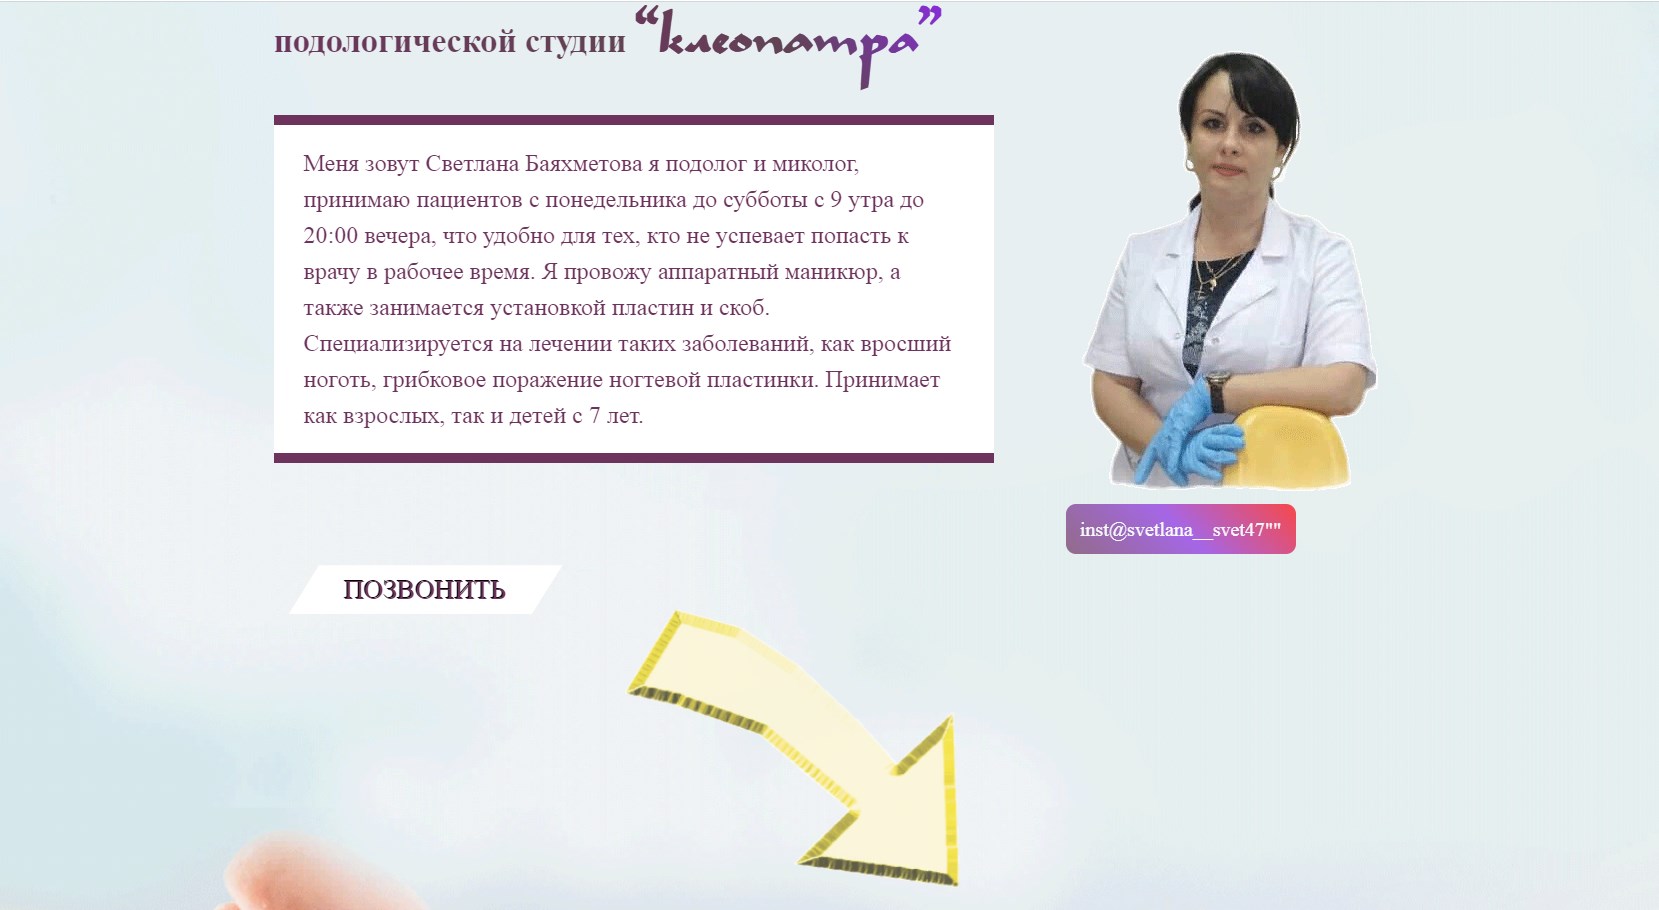 подологической студии “клеопатра”
Меня зовут Светлана Баяхметова я подолог и миколог,
принимаю пациентов с понедельника до субботы с 9 утра до
20:00 вечера, что удобно для тех, кто не успевает попасть к
врачу в рабочее время. Я провожу аппаратный маникюр, а
также занимается установкой пластин и скоб.
Специализируется на лечении таких заболеваний, как вросший
ноготь, грибковое поражение ногтевой пластинки. Принимает
как взрослых, так и детей с 7 лет.
inst@svetlana__svet47""
ПОЗВОНИТЬ